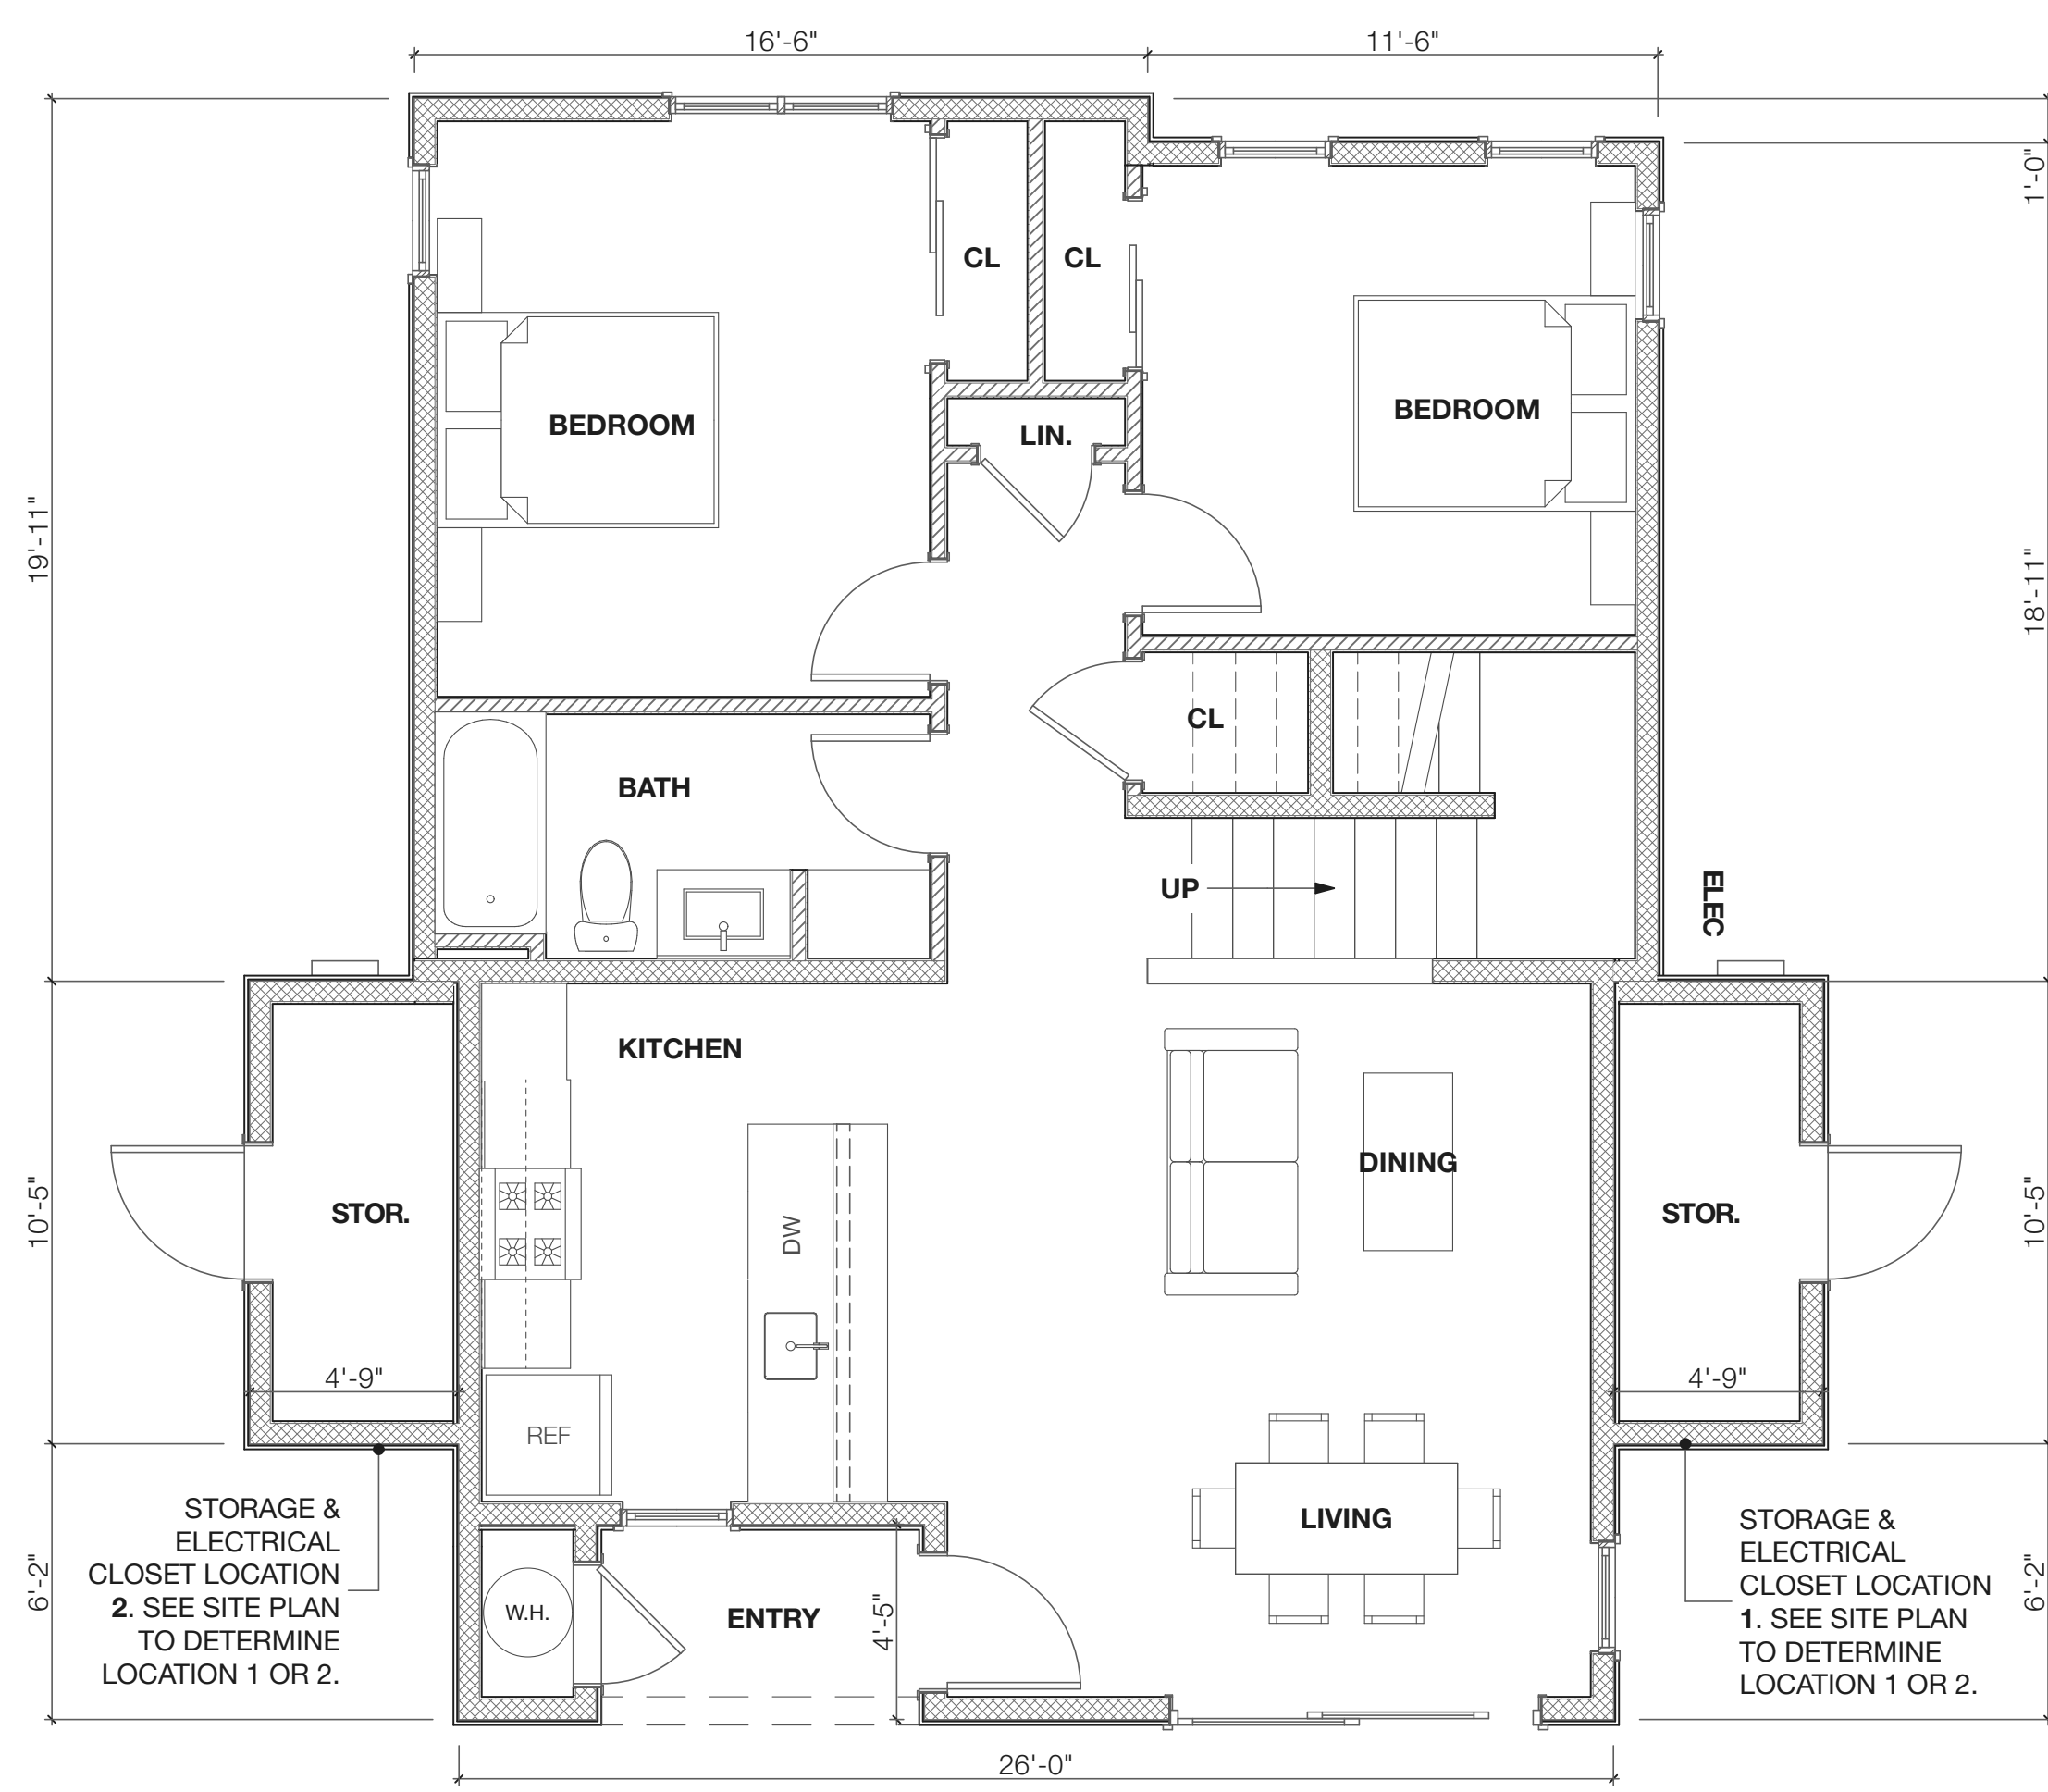 16'-6"
11'-6"
1'-0"
CL
CL
BEDROOM
BEDROOM
LIN.
19'-11"
18'-11"
CL
BATH
UP
ELEC
KITCHEN
DINING
STOR.
STOR.
10'-5"
10'-5"
DW
4'-9"
4'-9"
REF
LIVING
STORAGE &
ELECTRICAL
CLOSET LOCATION
2. SEE SITE PLAN
TO DETERMINE
LOCATION 1 OR 2.
STORAGE &
ELECTRICAL
CLOSET LOCATION
1. SEE SITE PLAN
TO DETERMINE
LOCATION 1 OR 2.
6'-2"
W.H.
ENTRY
4'-5"
6'-2"
26'-0"